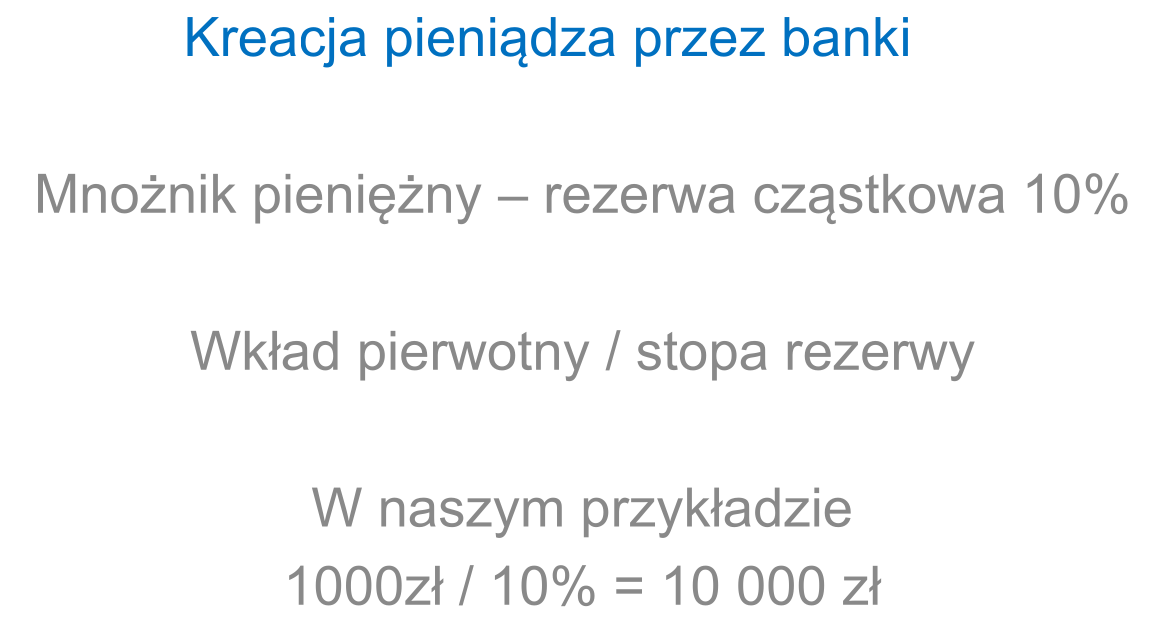 Kreacja pieniądza przez banki
Mnożnik pieniężny – rezerwa cząstkowa 10%
Wkład pierwotny / stopa rezerwy
W naszym przykładzie
1000zł / 10% = 10 000 zł